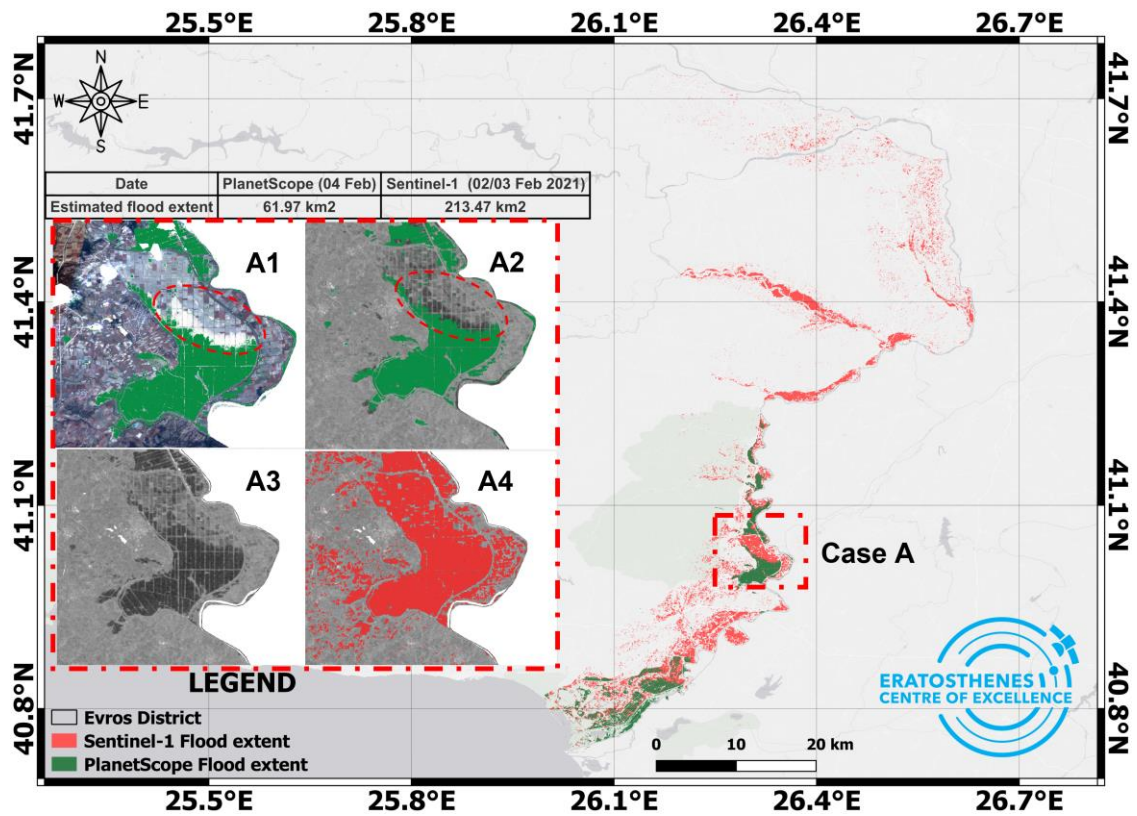 25.5°E 25.8°E 26.1°E 26.4°E 26.7°E
41.7°N
41.4°N
41.1°N
40.8°N
41.7°N
41.4°N
41.1°N
40.8°N
N
W E
S
Date PlanetScope (04 Feb) Sentinel-1 (02/03 Feb 2021)
Estimated flood extent 61.97 km2 213.47 km2
A1 A2
A3 A4
Case A
LEGEND
Evros District
Sentinel-1 Flood extent
PlanetScope Flood extent
0 10 20 km
ERATOSTHENES
CENTRE OF EXCELLENCE
25.5°E 25.8°E 26.1°E 26.4°E 26.7°E